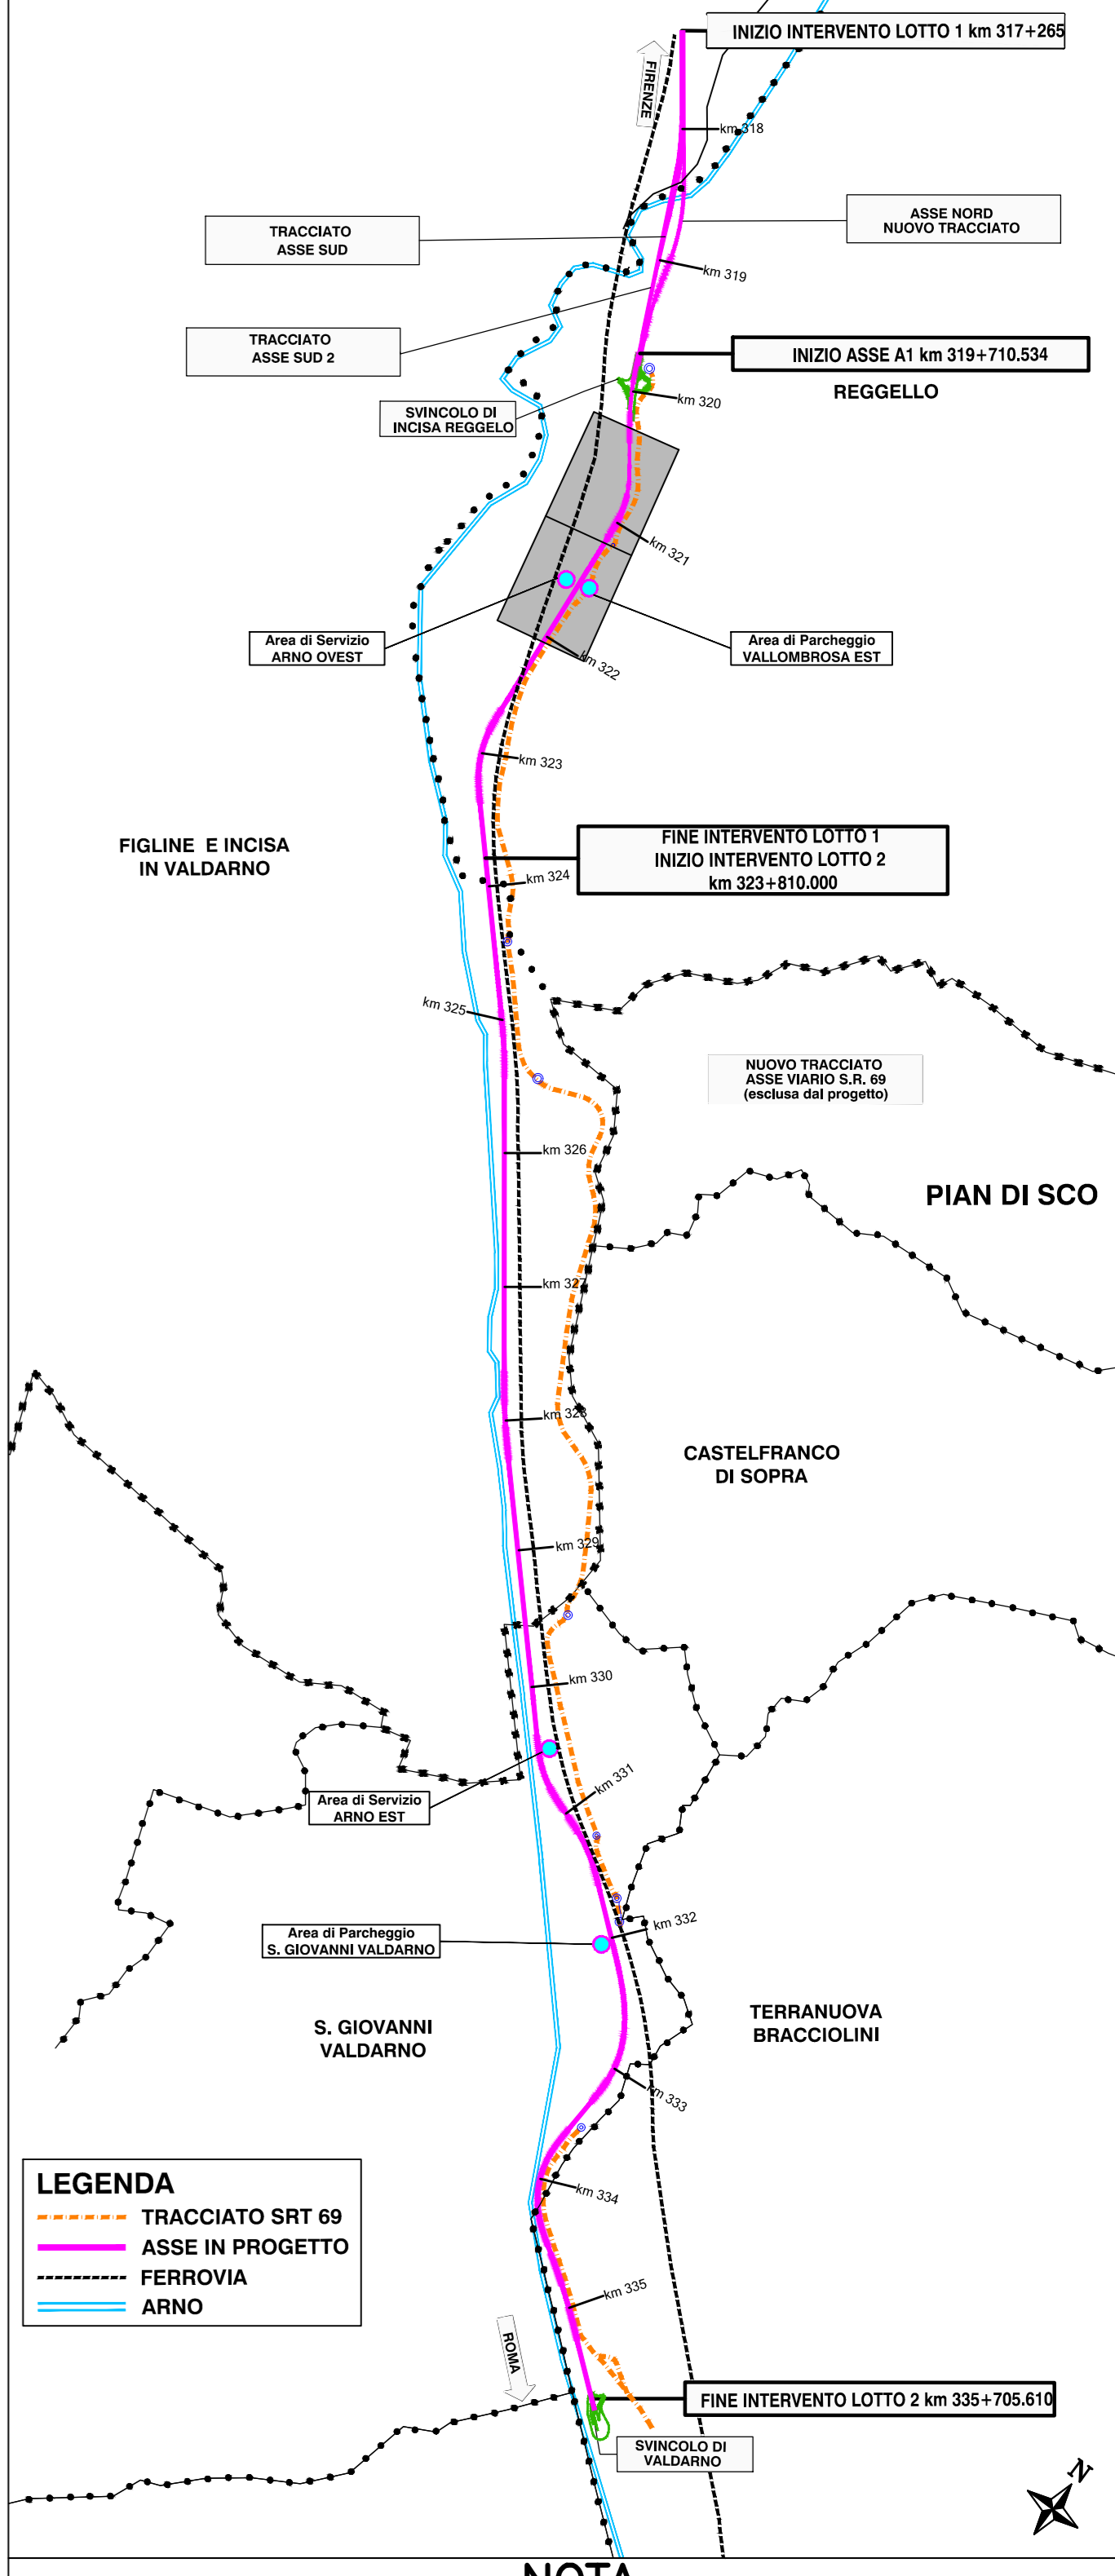 INIZIO INTERVENTO LOTTO 1 km 317+265
FIRENZE
km 318
ASSE NORD
NUOVO TRACCIATO
TRACCIATO
ASSE SUD
km 319
TRACCIATO
ASSE SUD 2
INIZIO ASSE A1 km 319+710.534
REGGELLO
km 320
SVINCOLO DI
INCISA REGGELO
km 321
Area di Servizio
ARNO OVEST
Area di Parcheggio
VALLOMBROSA EST
km 322
km 323
FIGLINE E INCISA
IN VALDARNO
FINE INTERVENTO LOTTO 1
INIZIO INTERVENTO LOTTO 2
km 323+810.000
km 324
km 325
NUOVO TRACCIATO
ASSE VIARIO S.R. 69
(esclusa dal progetto)
km 326
PIAN DI SCO
km 327
km 328
CASTELFRANCO
DI SOPRA
km 329
km 330
km 331
Area di Servizio
ARNO EST
km 332
Area di Parcheggio
S. GIOVANNI VALDARNO
TERRANUOVA
BRACCIOLINI
S. GIOVANNI
VALDARNO
km 333
km 334
LEGENDA
TRACCIATO SRT 69
ASSE IN PROGETTO
FERROVIA
ARNO
km 335
ROMA
FINE INTERVENTO LOTTO 2 km 335+705.610
SVINCOLO DI
VALDARNO
N
NOTA